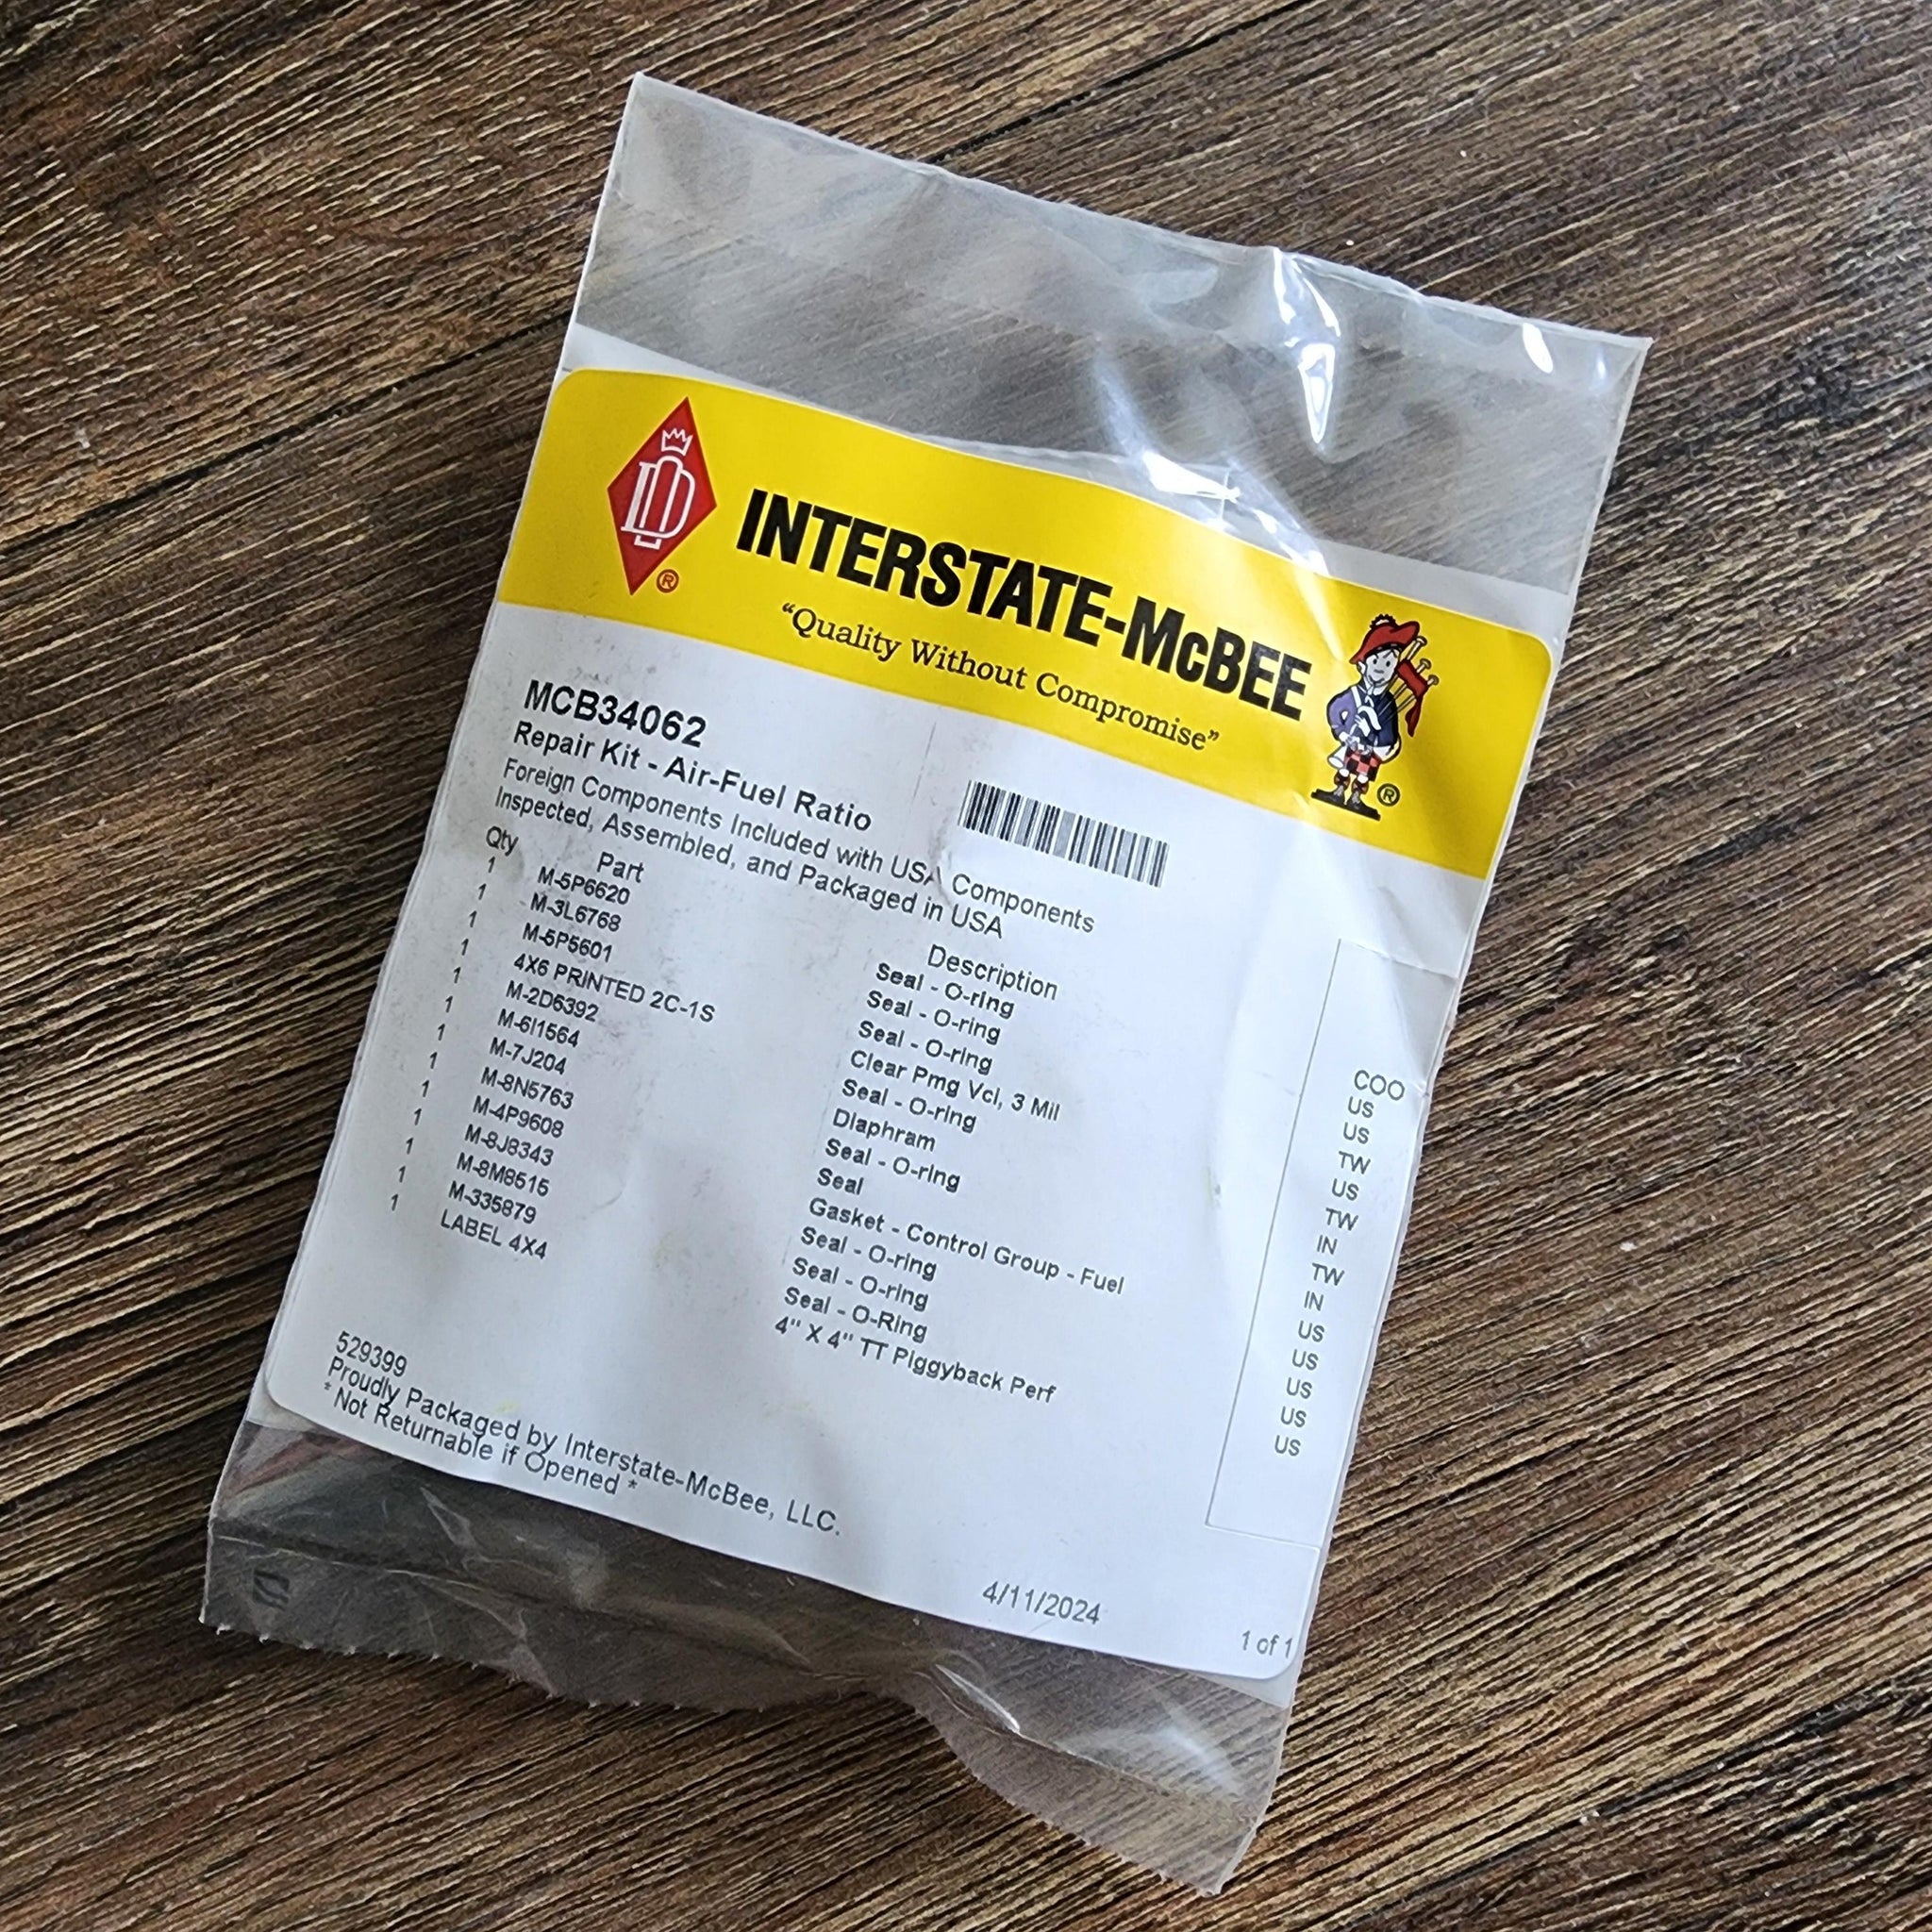 INTERSTATE-McBEE
"Quality Without Compromise"
MCB34062
Repair Kit - Air-Fuel Ratio
Foreign Components Included with USA Components
Inspected, Assembled, and Packaged in USA
Qty Part Description COO
1 M-5P6620 Seal - O-ring US
1 M-3L6768 Seal - O-ring US
1 M-5P5601 Seal - O-ring TW
1 4X6 PRINTED 2C-1S Clear Pmg Vcl, 3 Mil US
1 M-2D6392 Seal - O-ring TW
1 M-6I1564 Diaphram IN
1 M-7J204 Seal - O-ring TW
1 M-8N5763 Seal IN
1 M-4P9608 Gasket - Control Group - Fuel US
1 M-8J8343 Seal - O-ring US
1 M-8M8515 Seal - O-ring US
1 M-335879 Seal - O-Ring US
1 LABEL 4X4 4" X 4" TT Piggyback Perf US
529399
Proudly Packaged by Interstate-McBee, LLC.
* Not Returnable if Opened *
4/11/2024
1 of 1